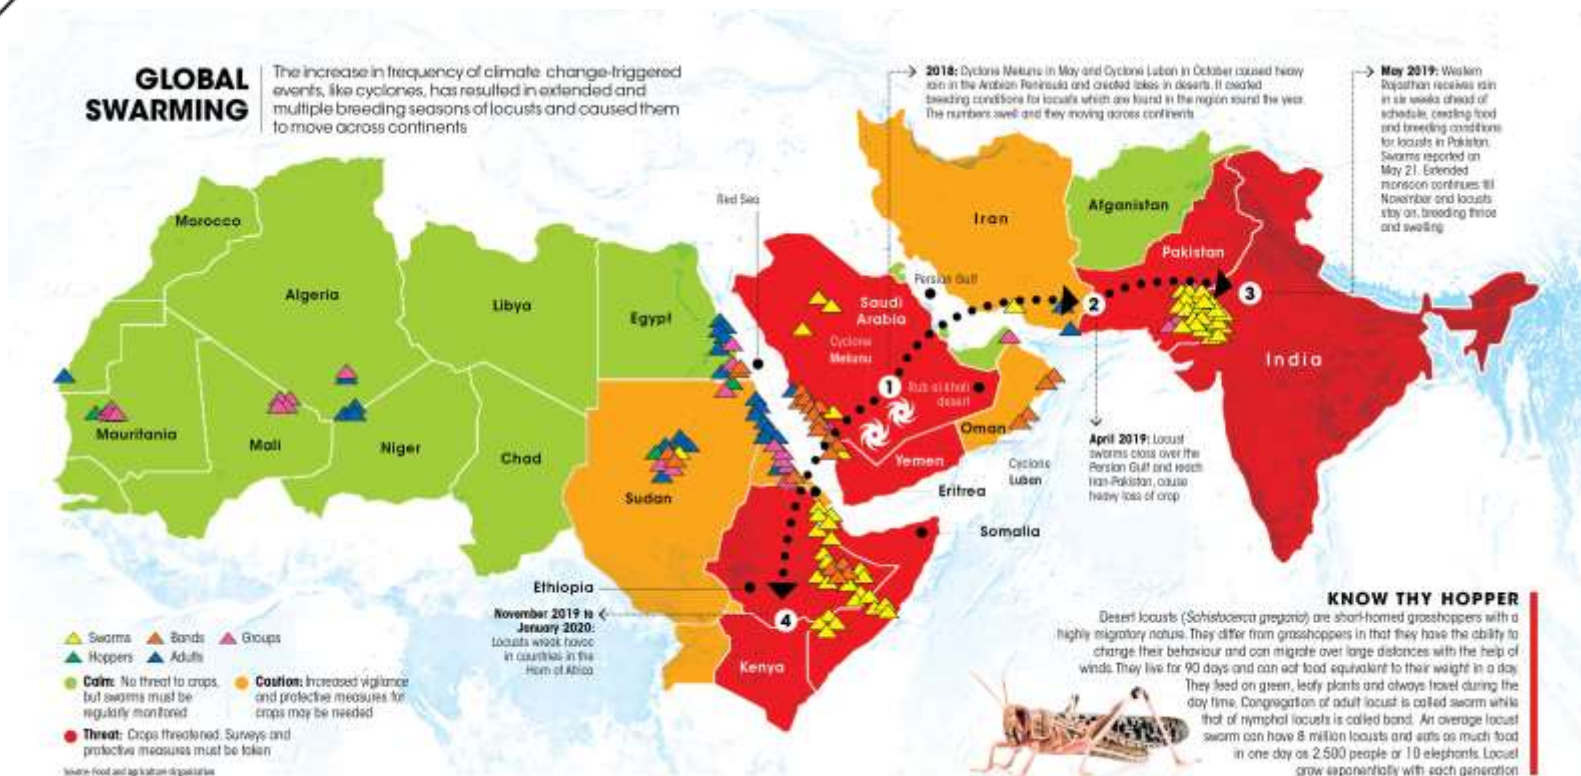 GLOBAL
SWARMING
The increase in frequency of climate change-triggered
events, like cyclones, has resulted in extended and
multiple breeding seasons of locusts and caused them
to move across continents
2018: Cyclone Mekunu in May and Cyclone Luban in October caused heavy
rain in the Arabian Peninsula and created lakes in deserts. It created
breeding conditions for locusts which are found in the region round the year.
The numbers swell and they moving across continents
May 2019: Western
Rajasthan receives rain
in six weeks ahead of
schedule, creating food
and breeding conditions
for locusts in Pakistan.
Swarms reported on
May 21. Extended
monsoon continues till
November and locusts
stay on, breeding thrice
and swelling
Red Sea
Morocco
Algeria
Libya
Egypt
Mauritania
Mali
Niger
Chad
Sudan
Iran
Afganistan
Pakistan
India
Persian Gulf
Saudi
Arabia
Cyclone
Mekunu
Rub al-khali
desert
1
2
3
Oman
Yemen
Cyclone
Luban
Eritrea
Somalia
April 2019: Locust
swarms cross over the
Persian Gulf and reach
Iran-Pakistan, cause
heavy loss of crop
Ethiopia
November 2019 to
January 2020:
Locusts wreak havoc
in countries in the
Horn of Africa
4
Kenya
Swarms
Bands
Groups
Hoppers
Adults
Calm: No threat to crops,
but swarms must be
regularly monitored
Caution: Increased vigilance
and protective measures for
crops may be needed
Threat: Crops threatened. Surveys and
protective measures must be taken
Source: Food and Agriculture Organisation
KNOW THY HOPPER
Desert locusts (Schistocerca gregaria) are short-horned grasshoppers with a
highly migratory nature. They differ from grasshoppers in that they have the ability to
change their behaviour and can migrate over large distances with the help of
winds. They live for 90 days and can eat food equivalent to their weight in a day.
They feed on green, leafy plants and always travel during the
day time. Congregation of adult locust is called swarm while
that of nymphal locusts is called band. An average locust
swarm can have 8 million locusts and eats as much food
in one day as 2,500 people or 10 elephants. Locust
grow exponentially with each generation